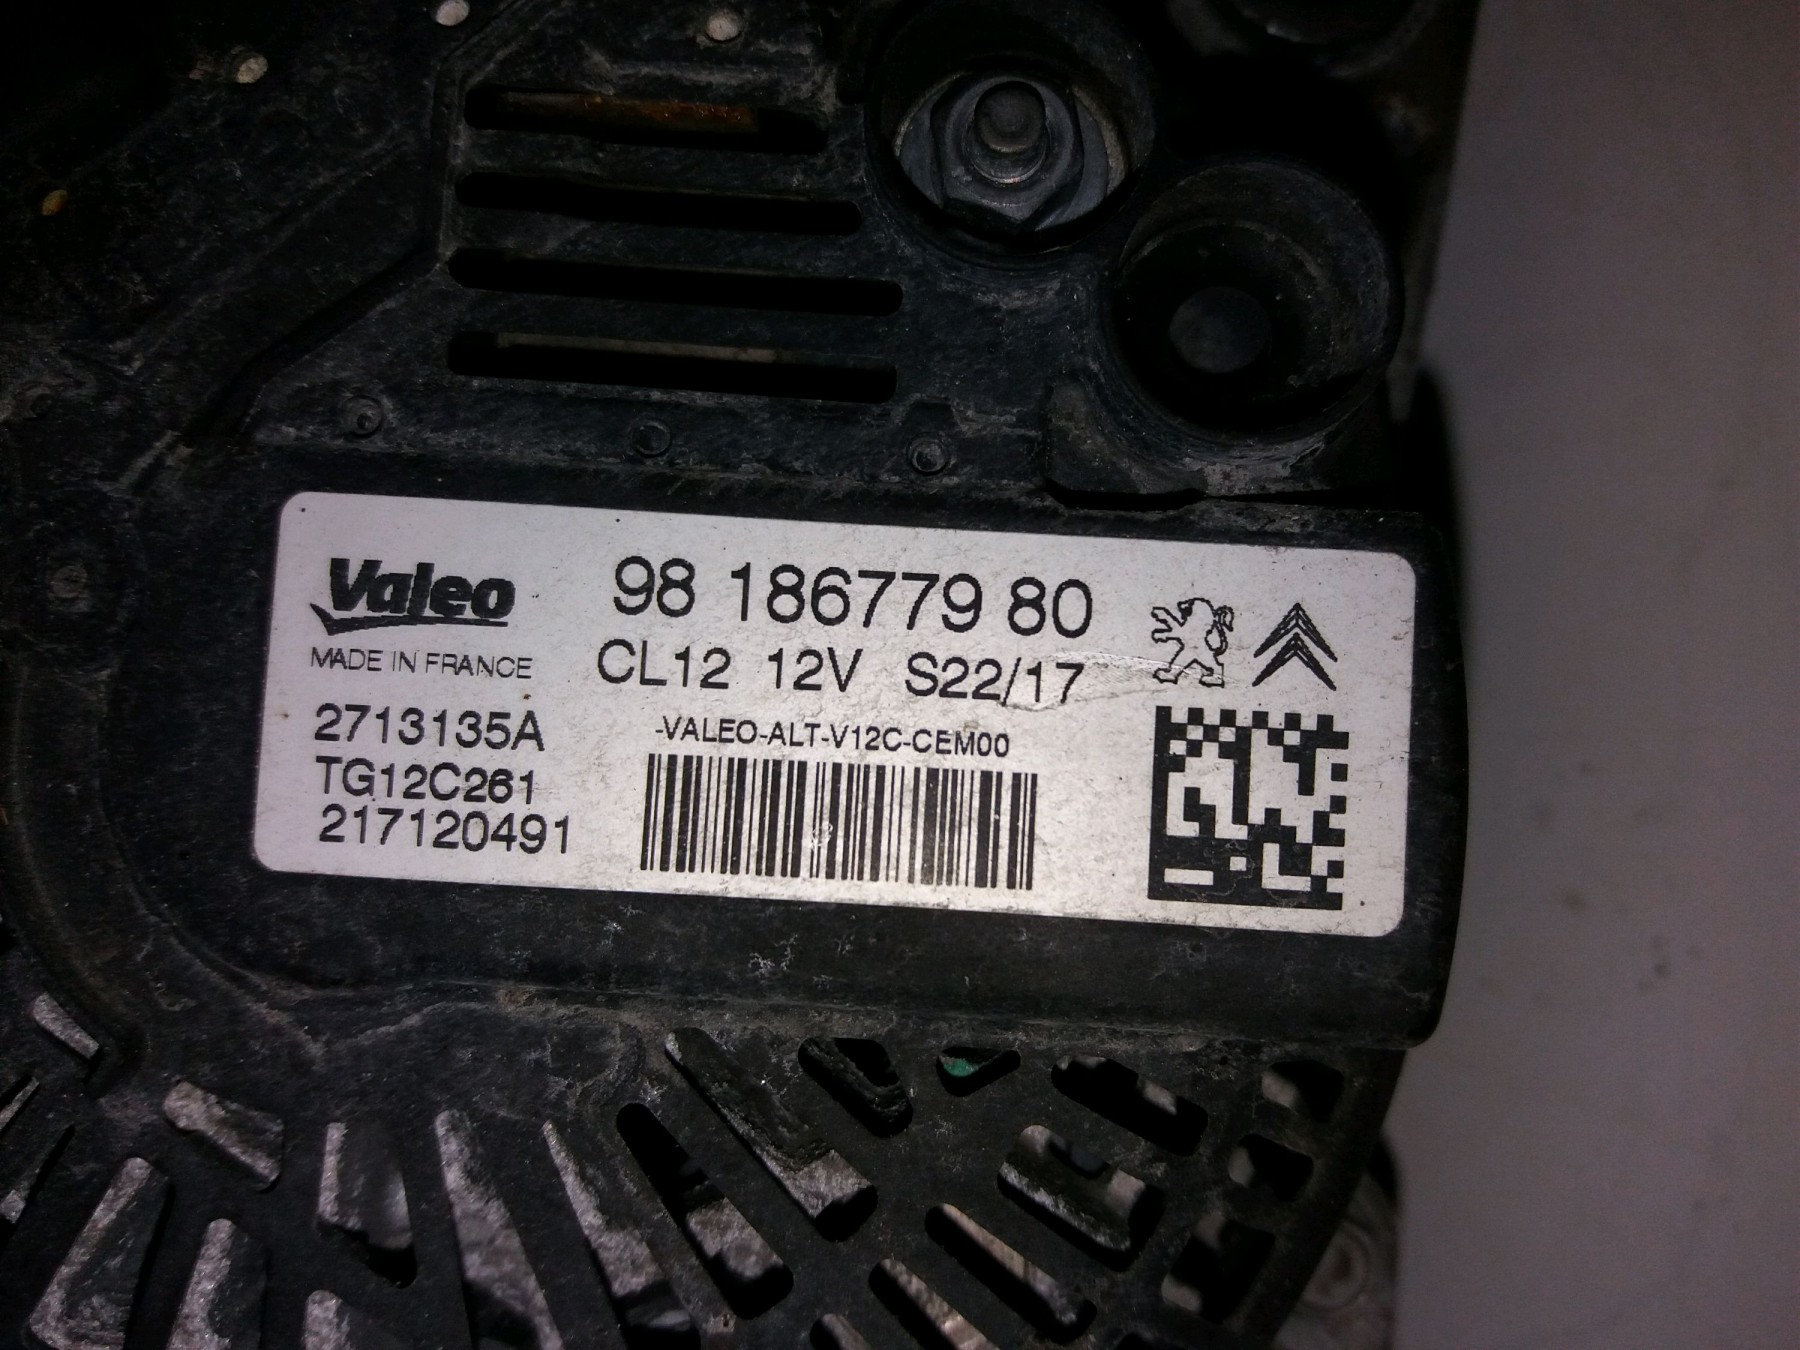 Valeo
98 186779 80
MADE IN FRANCE
CL12 12V S22/17
2713135A
-VALEO-ALT-V12C-CEM00
TG12C261
217120491